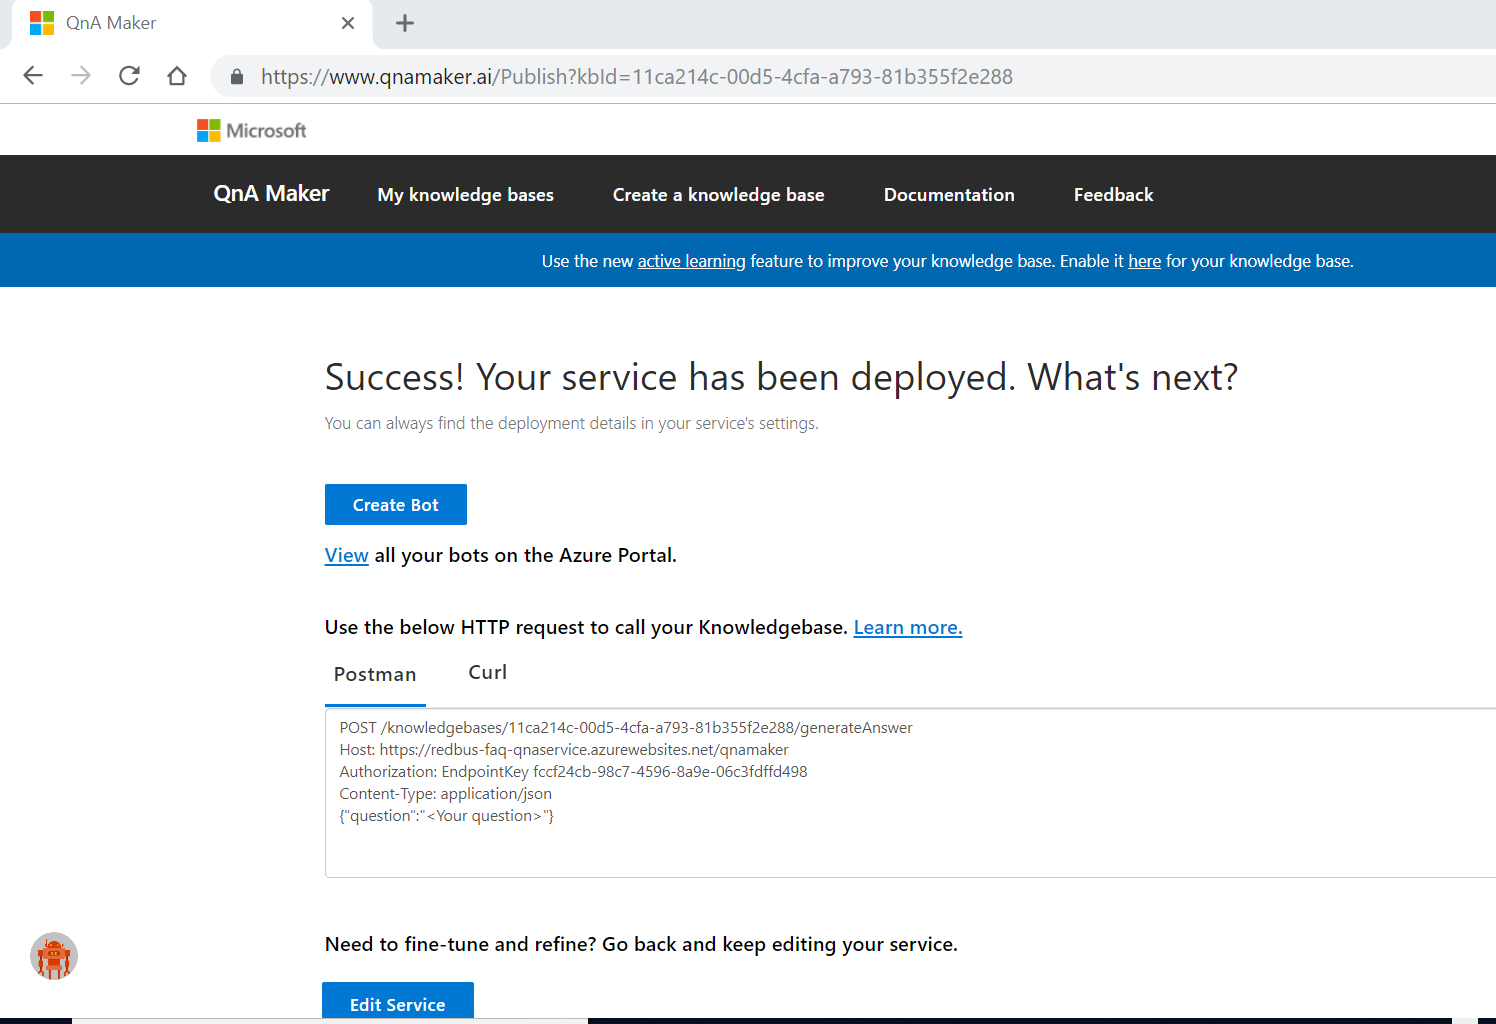 QnA Maker
https://www.qnamaker.ai/Publish?kbId=11ca214c-00d5-4cfa-a793-81b355f2e288
Microsoft
QnA Maker My knowledge bases Create a knowledge base Documentation Feedback
Use the new active learning feature to improve your knowledge base. Enable it here for your knowledge base.
Success! Your service has been deployed. What's next?
You can always find the deployment details in your service's settings.
Create Bot
View all your bots on the Azure Portal.
Use the below HTTP request to call your Knowledgebase. Learn more.
Postman Curl
POST /knowledgebases/11ca214c-00d5-4cfa-a793-81b355f2e288/generateAnswer
Host: https://redbus-faq-qnaservice.azurewebsites.net/qnamaker
Authorization: EndpointKey fccf24cb-98c7-4596-8a9e-06c3fdffd498
Content-Type: application/json
{"question":"<Your question>"}
Need to fine-tune and refine? Go back and keep editing your service.
Edit Service